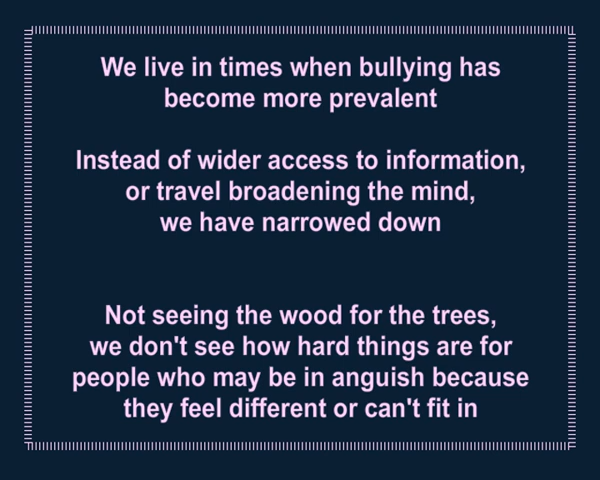 We live in times when bullying has
become more prevalent
Instead of wider access to information,
or travel broadening the mind,
we have narrowed down
Not seeing the wood for the trees,
we don't see how hard things are for
people who may be in anguish because
they feel different or can't fit in